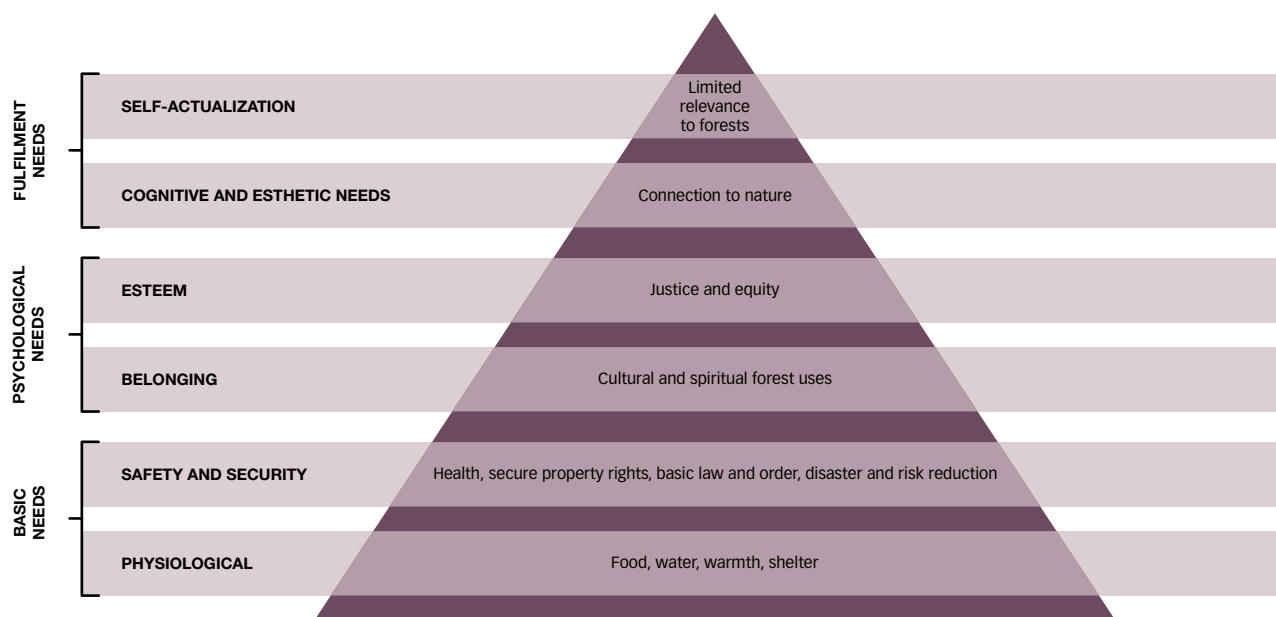 FULFILMENT
NEEDS
SELF-ACTUALIZATION
Limited
relevance
to forests
COGNITIVE AND ESTHETIC NEEDS
Connection to nature
PSYCHOLOGICAL
NEEDS
ESTEEM
Justice and equity
BELONGING
Cultural and spiritual forest uses
BASIC
NEEDS
SAFETY AND SECURITY
Health, secure property rights, basic law and order, disaster and risk reduction
PHYSIOLOGICAL
Food, water, warmth, shelter